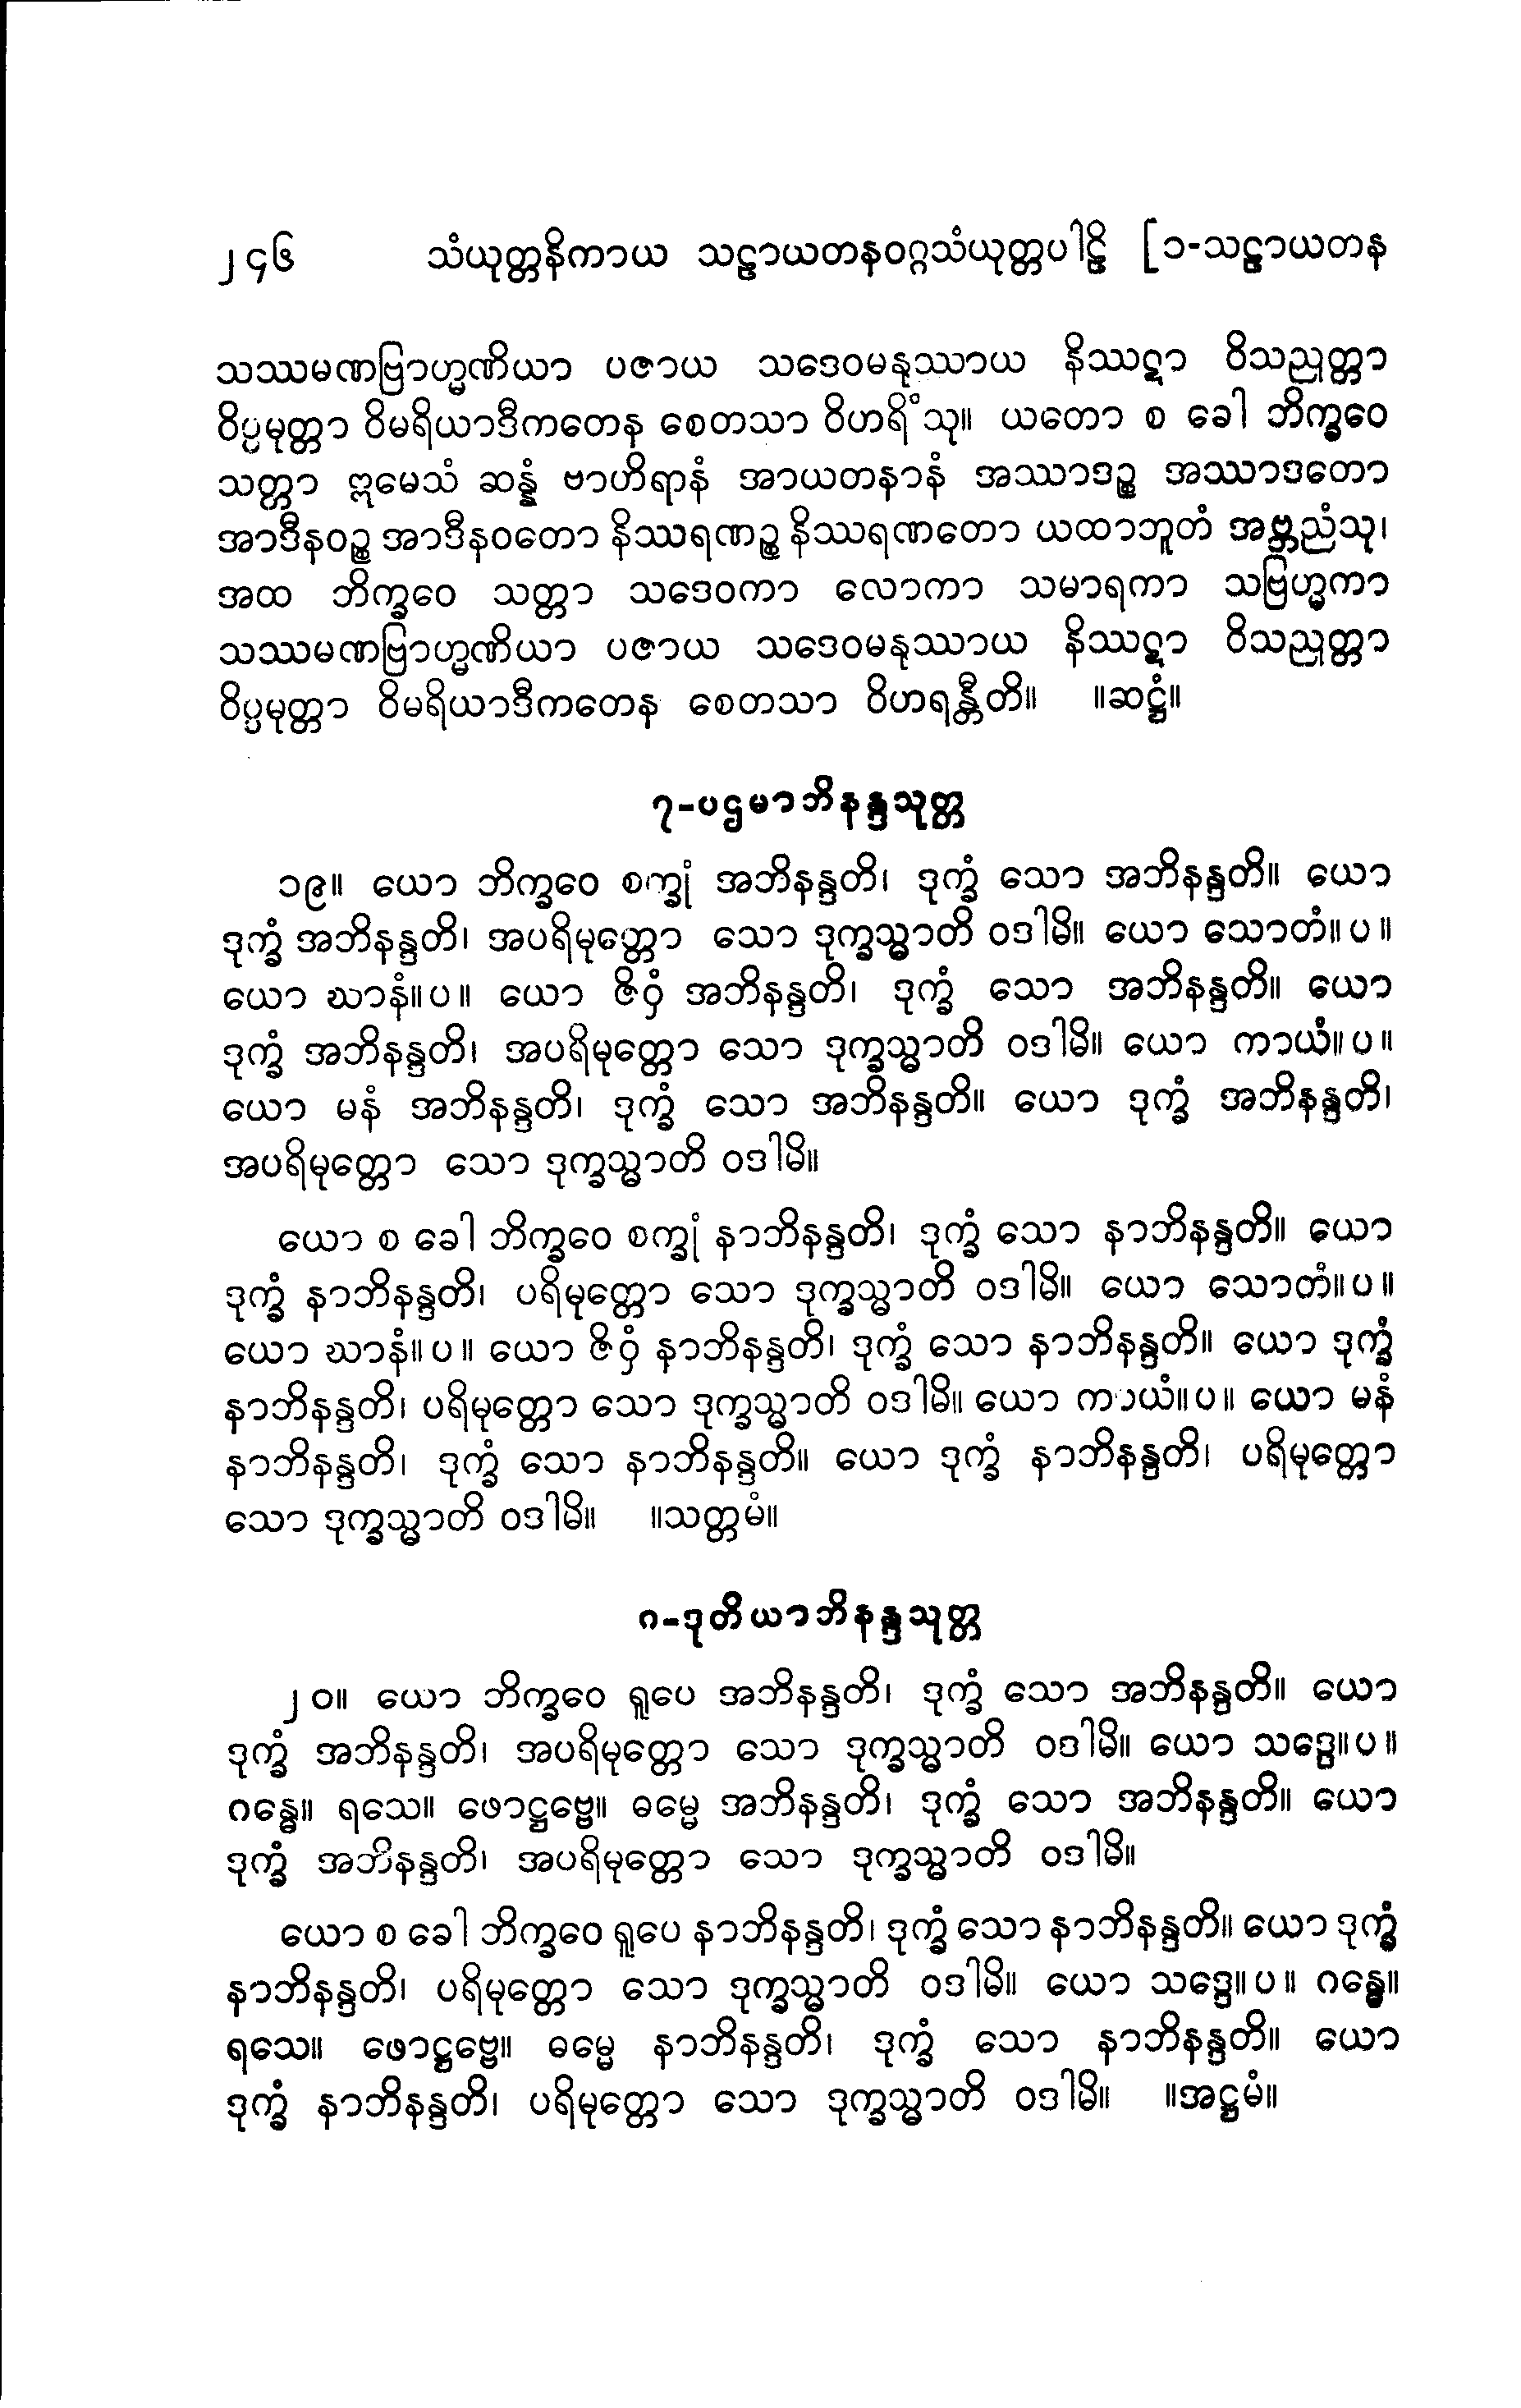 ၂၄၆ သံယုတ္တနိကာယ သဠာယတနဝဂ္ဂသံယုတ္တပါဠိ [၁-သဠာယတန
သဿမဏဗြာဟ္မဏိယာ ပဇာယ သဒေဝမနုဿာယ နိဿဋာ ဝိသညုတ္တာ
ဝိပ္ပမုတ္တာ ဝိမရိယာဒီကတေန စေတသာ ဝိဟရိံသု။ ယတော စ ခေါ ဘိက္ခဝေ
သတ္တာ ဣမေသံ ဆန္နံ ဗာဟိရာနံ အာယတနာနံ အဿာဒဉ္စ အဿာဒတော
အာဒီနဝဉ္စ အာဒီနဝတော နိဿရဏဉ္စ နိဿရဏတော ယထာဘူတံ အဗ္ဘညံသု၊
အထ ဘိက္ခဝေ သတ္တာ သဒေဝကာ လောကာ သမာရကာ သဗြဟ္မကာ
သဿမဏဗြာဟ္မဏိယာ ပဇာယ သဒေဝမနုဿာယ နိဿဋာ ဝိသညုတ္တာ
ဝိပ္ပမုတ္တာ ဝိမရိယာဒီကတေန စေတသာ ဝိဟရန္တီတိ။ ။ဆဋ္ဌံ။
၇-ပဌမာဘိနန္ဒသုတ္တ
၁၉။ ယော ဘိက္ခဝေ စက္ခုံ အဘိနန္ဒတိ၊ ဒုက္ခံ သော အဘိနန္ဒတိ။ ယော
ဒုက္ခံ အဘိနန္ဒတိ၊ အပရိမုတ္တော သော ဒုက္ခသ္မာတိ ဝဒါမိ။ ယော သောတံ။ပ။
ယော ဃာနံ။ပ။ ယော ဇိဝှံ အဘိနန္ဒတိ၊ ဒုက္ခံ သော အဘိနန္ဒတိ။ ယော
ဒုက္ခံ အဘိနန္ဒတိ၊ အပရိမုတ္တော သော ဒုက္ခသ္မာတိ ဝဒါမိ။ ယော ကာယံ။ပ။
ယော မနံ အဘိနန္ဒတိ၊ ဒုက္ခံ သော အဘိနန္ဒတိ။ ယော ဒုက္ခံ အဘိနန္ဒတိ၊
အပရိမုတ္တော သော ဒုက္ခသ္မာတိ ဝဒါမိ။
ယော စ ခေါ ဘိက္ခဝေ စက္ခုံ နာဘိနန္ဒတိ၊ ဒုက္ခံ သော နာဘိနန္ဒတိ။ ယော
ဒုက္ခံ နာဘိနန္ဒတိ၊ ပရိမုတ္တော သော ဒုက္ခသ္မာတိ ဝဒါမိ။ ယော သောတံ။ပ။
ယော ဃာနံ။ပ။ ယော ဇိဝှံ နာဘိနန္ဒတိ၊ ဒုက္ခံ သော နာဘိနန္ဒတိ။ ယော ဒုက္ခံ
နာဘိနန္ဒတိ၊ ပရိမုတ္တော သော ဒုက္ခသ္မာတိ ဝဒါမိ။ ယော ကာယံ။ပ။ ယော မနံ
နာဘိနန္ဒတိ၊ ဒုက္ခံ သော နာဘိနန္ဒတိ။ ယော ဒုက္ခံ နာဘိနန္ဒတိ၊ ပရိမုတ္တော
သော ဒုက္ခသ္မာတိ ဝဒါမိ။ ။သတ္တမံ။
၈-ဒုတိယာဘိနန္ဒသုတ္တ
၂၀။ ယော ဘိက္ခဝေ ရူပေ အဘိနန္ဒတိ၊ ဒုက္ခံ သော အဘိနန္ဒတိ။ ယော
ဒုက္ခံ အဘိနန္ဒတိ၊ အပရိမုတ္တော သော ဒုက္ခသ္မာတိ ဝဒါမိ။ ယော သဒ္ဒေ။ပ။
ဂန္ဓေ။ ရသေ။ ဖောဋ္ဌဗ္ဗေ။ ဓမ္မေ အဘိနန္ဒတိ၊ ဒုက္ခံ သော အဘိနန္ဒတိ။ ယော
ဒုက္ခံ အဘိနန္ဒတိ၊ အပရိမုတ္တော သော ဒုက္ခသ္မာတိ ဝဒါမိ။
ယော စ ခေါ ဘိက္ခဝေ ရူပေ နာဘိနန္ဒတိ၊ ဒုက္ခံ သော နာဘိနန္ဒတိ။ ယော ဒုက္ခံ
နာဘိနန္ဒတိ၊ ပရိမုတ္တော သော ဒုက္ခသ္မာတိ ဝဒါမိ။ ယော သဒ္ဒေ။ပ။ ဂန္ဓေ။
ရသေ။ ဖောဋ္ဌဗ္ဗေ။ ဓမ္မေ နာဘိနန္ဒတိ၊ ဒုက္ခံ သော နာဘိနန္ဒတိ။ ယော
ဒုက္ခံ နာဘိနန္ဒတိ၊ ပရိမုတ္တော သော ဒုက္ခသ္မာတိ ဝဒါမိ။ ။အဋ္ဌမံ။